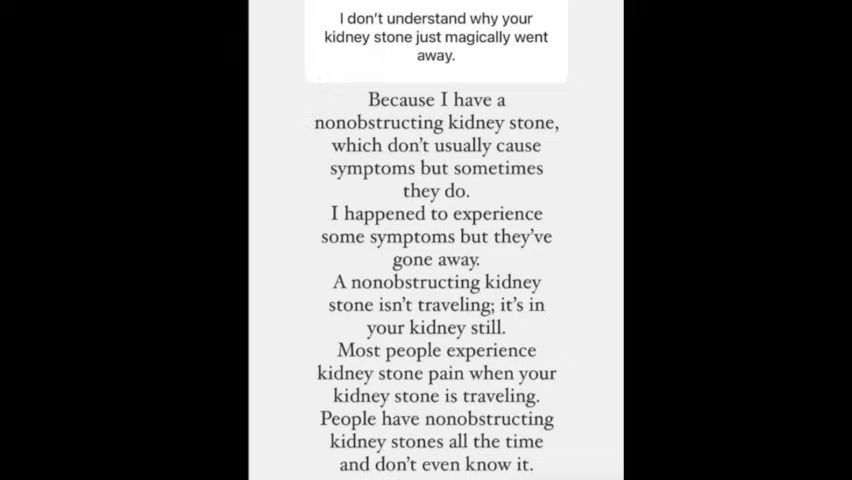 I don't understand why your
kidney stone just magically went
away.
Because I have a
nonobstructing kidney stone,
which don't usually cause
symptoms but sometimes
they do.
I happened to experience
some symptoms but they've
gone away.
A nonobstructing kidney
stone isn't traveling; it's in
your kidney still.
Most people experience
kidney stone pain when your
kidney stone is traveling.
People have nonobstructing
kidney stones all the time
and don't even know it.